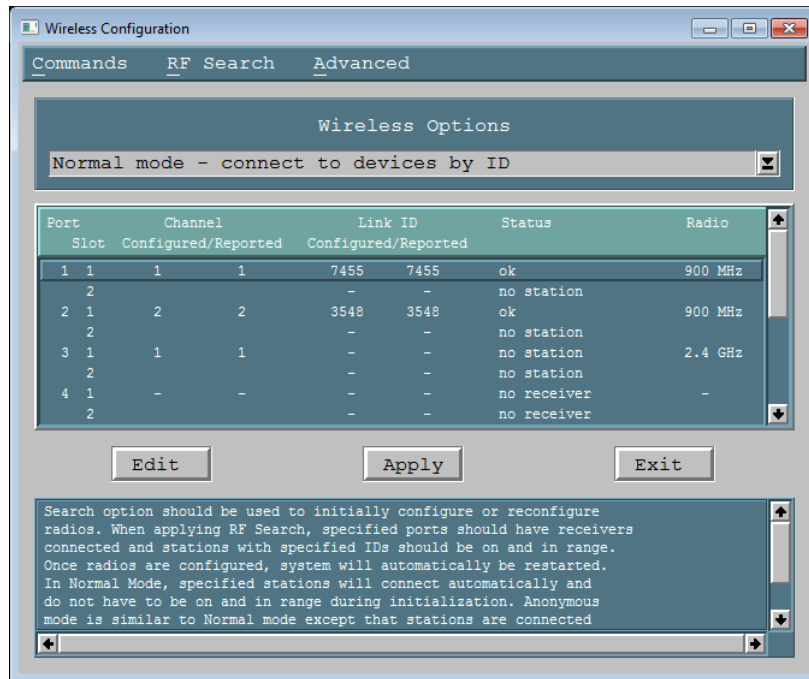 Wireless Configuration
Commands RF Search Advanced
Wireless Options
Normal mode - connect to devices by ID
Port Channel Link ID Status Radio
Slot Configured/Reported Configured/Reported
1 1 1 1 7455 7455 ok 900 MHz
2 - - no station
2 1 2 2 3548 3548 ok 900 MHz
2 - - no station
3 1 1 1 - - no station 2.4 GHz
2 - - no station
4 1 - - - - no receiver -
2 - - no receiver
Edit Apply Exit
Search option should be used to initially configure or reconfigure
radios. When applying RF Search, specified ports should have receivers
connected and stations with specified IDs should be on and in range.
Once radios are configured, system will automatically be restarted.
In Normal Mode, specified stations will connect automatically and
do not have to be on and in range during initialization. Anonymous
mode is similar to Normal mode except that stations are connected